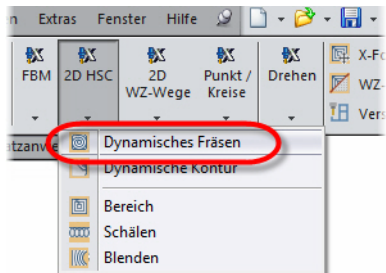 Extras Fenster Hilfe
FBM 2D HSC 2D WZ-Wege Punkt / Kreise Drehen X-Fo
WZ-
Vers
atzanwe
Dynamisches Fräsen
Dynamische Kontur
Bereich
Schälen
Blenden